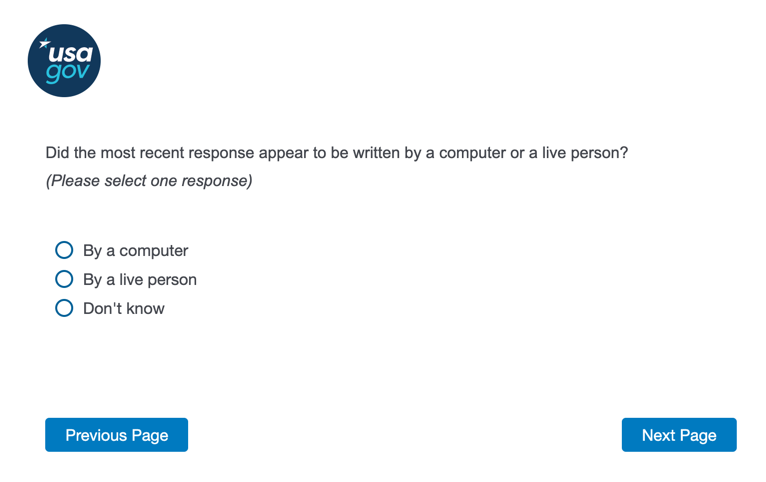 usa
gov
Did the most recent response appear to be written by a computer or a live person?
(Please select one response)
By a computer
By a live person
Don't know
Previous Page
Next Page